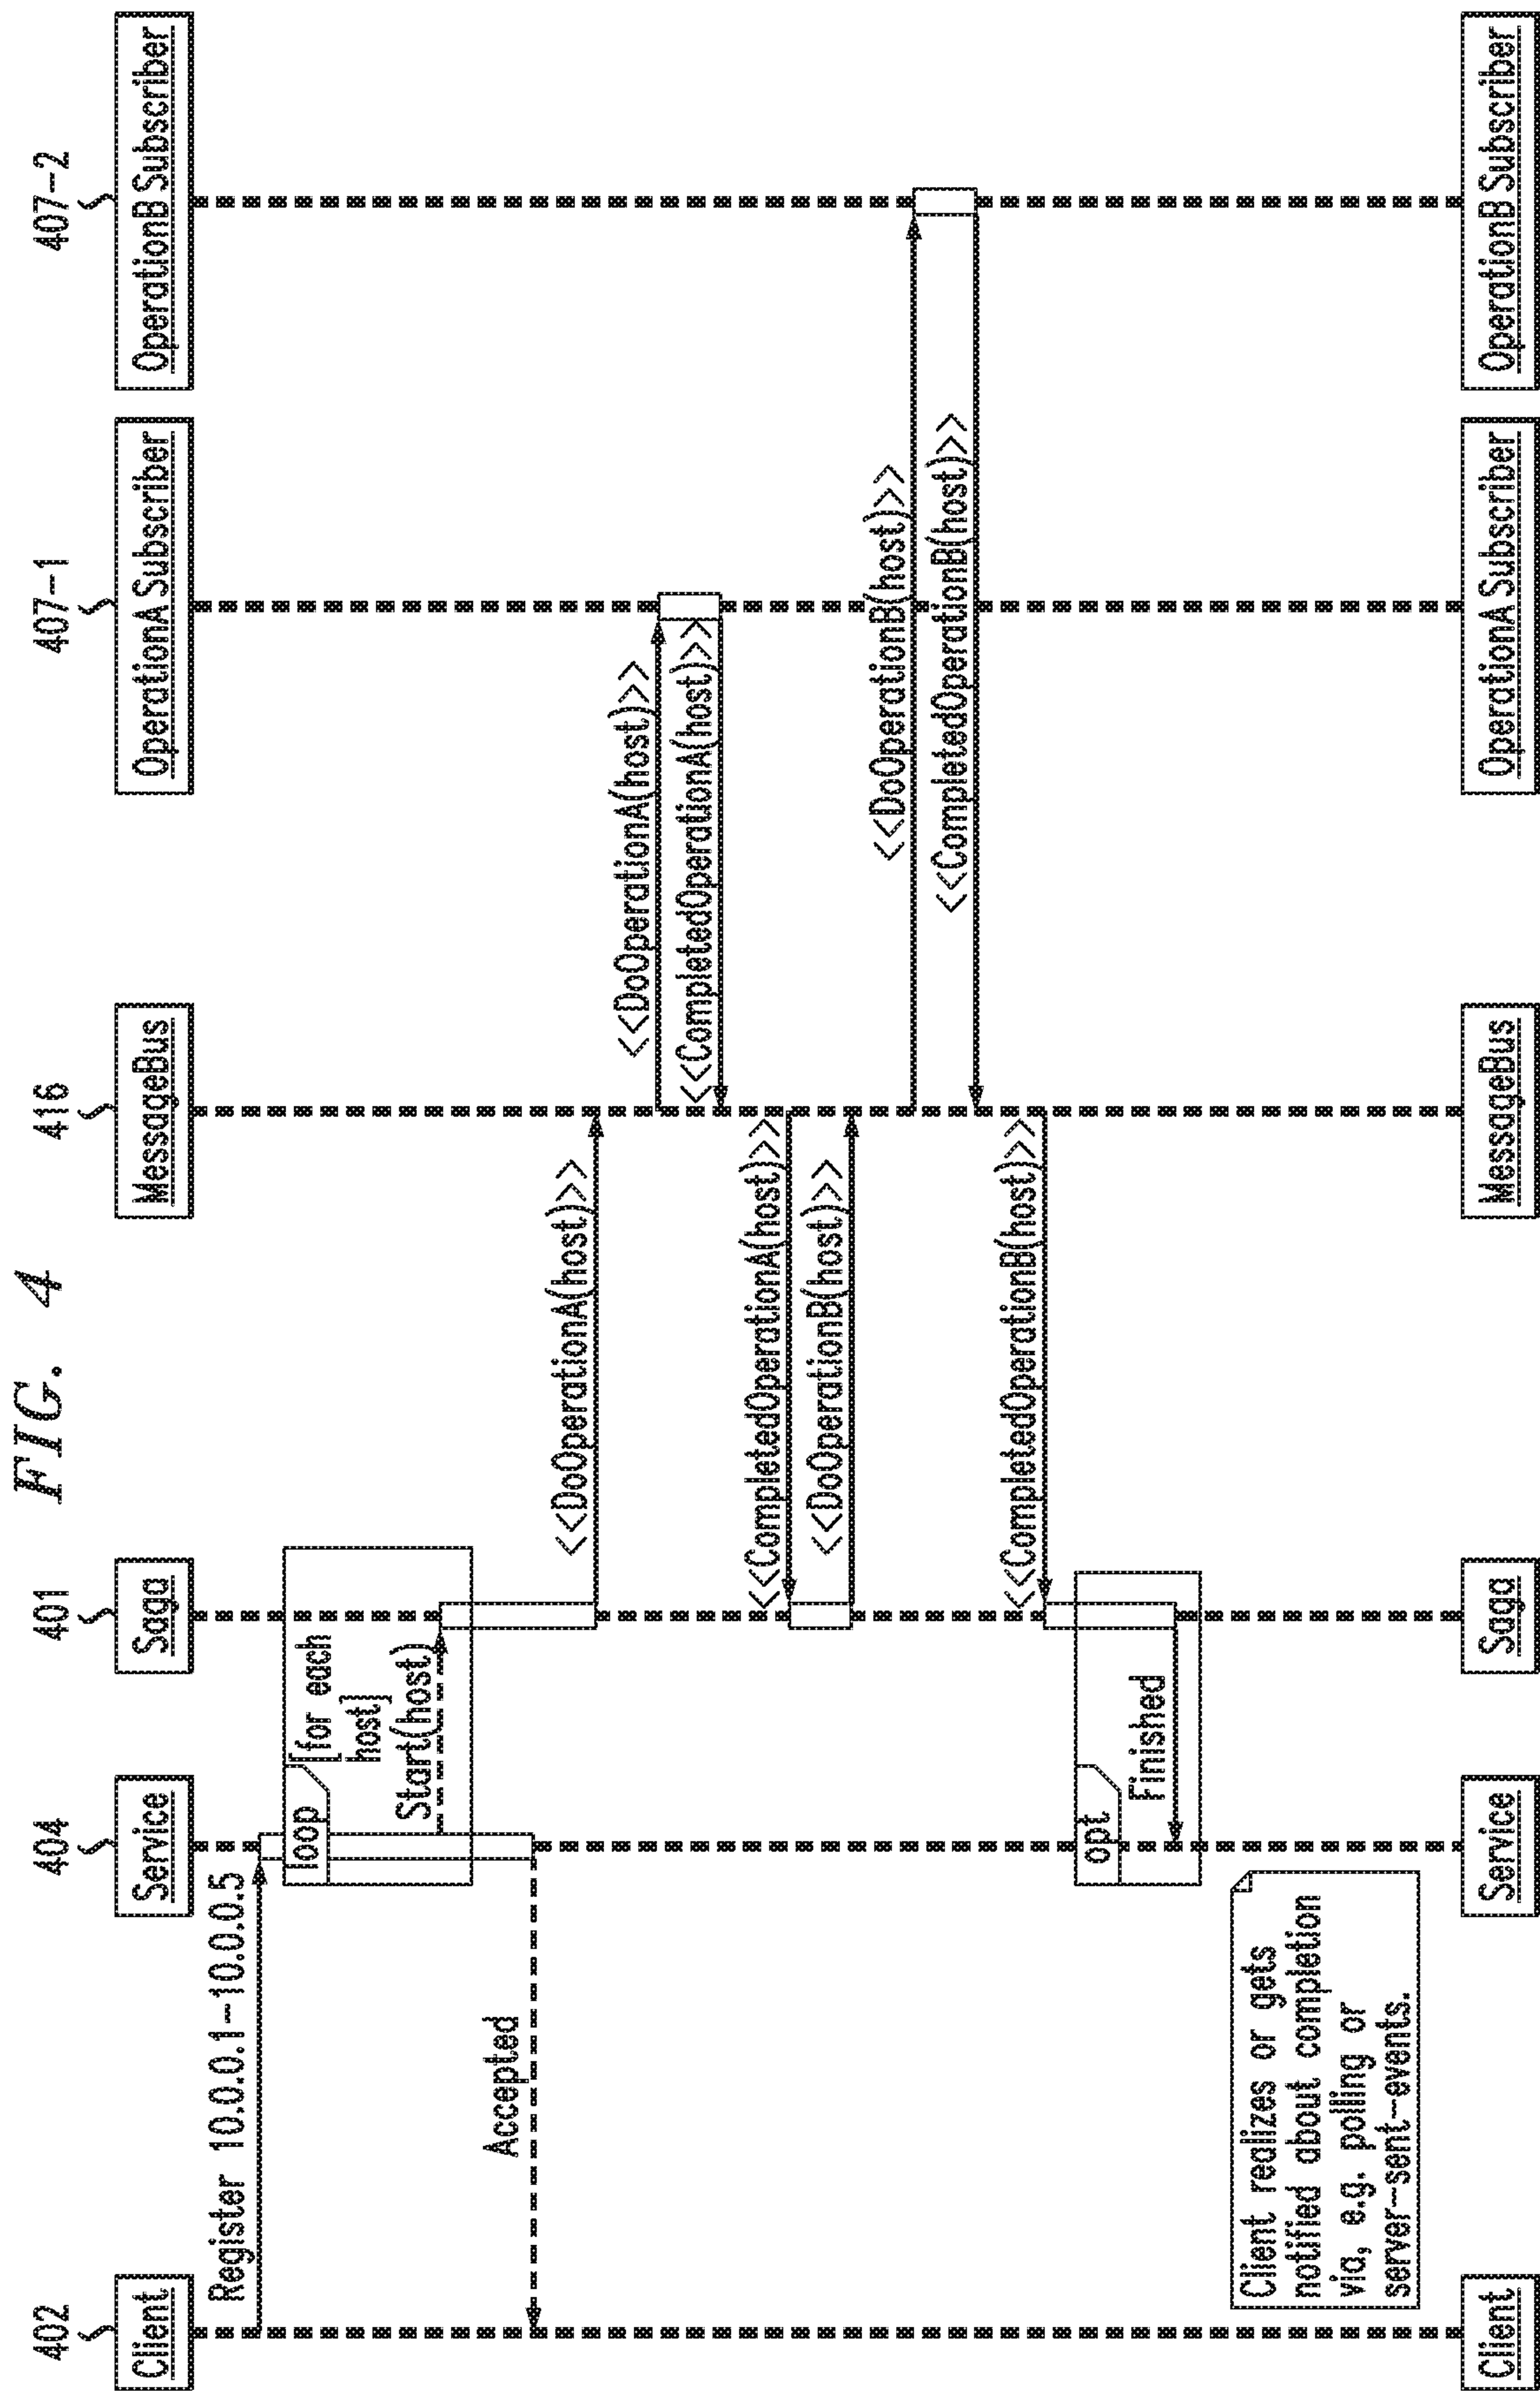 FIG. 4
402
404
401
416
407-1
407-2
Client
Service
Saga
MessageBus
OperationA Subscriber
OperationB Subscriber
Register 10.0.0.1-10.0.0.5
loop
[for each
host]
Start(host)
Accepted
<<DoOperationA(host)>>
<<DoOperationA(host)>>
<<CompletedOperationA(host)>>
<<CompletedOperationA(host)>>
<<DoOperationB(host)>>
<<DoOperationB(host)>>
<<CompletedOperationB(host)>>
<<CompletedOperationB(host)>>
opt
Finished
Client realizes or gets
notified about completion
via, e.g. polling or
server-sent-events.
Client
Service
Saga
MessageBus
OperationA Subscriber
OperationB Subscriber